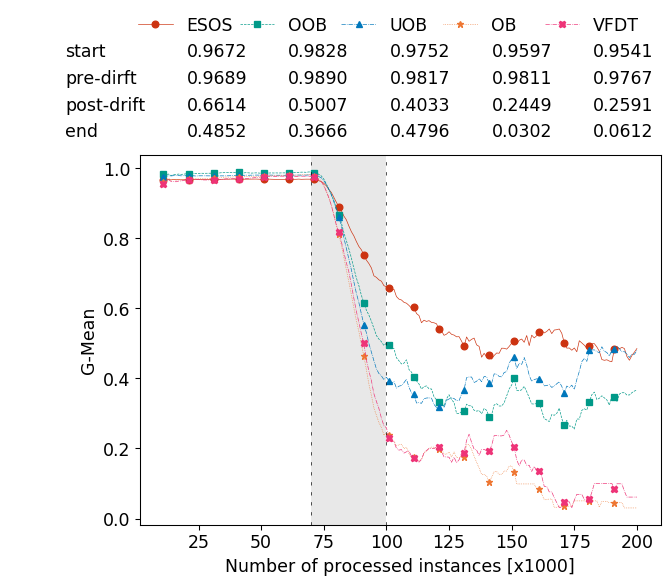 ESOS OOB UOB OB VFDT
start 0.9672 0.9828 0.9752 0.9597 0.9541
pre-dirft 0.9689 0.9890 0.9817 0.9811 0.9767
post-drift 0.6614 0.5007 0.4033 0.2449 0.2591
end 0.4852 0.3666 0.4796 0.0302 0.0612
1.0
0.8
0.6
0.4
0.2
0.0
G-Mean
25 50 75 100 125 150 175 200
Number of processed instances [x1000]